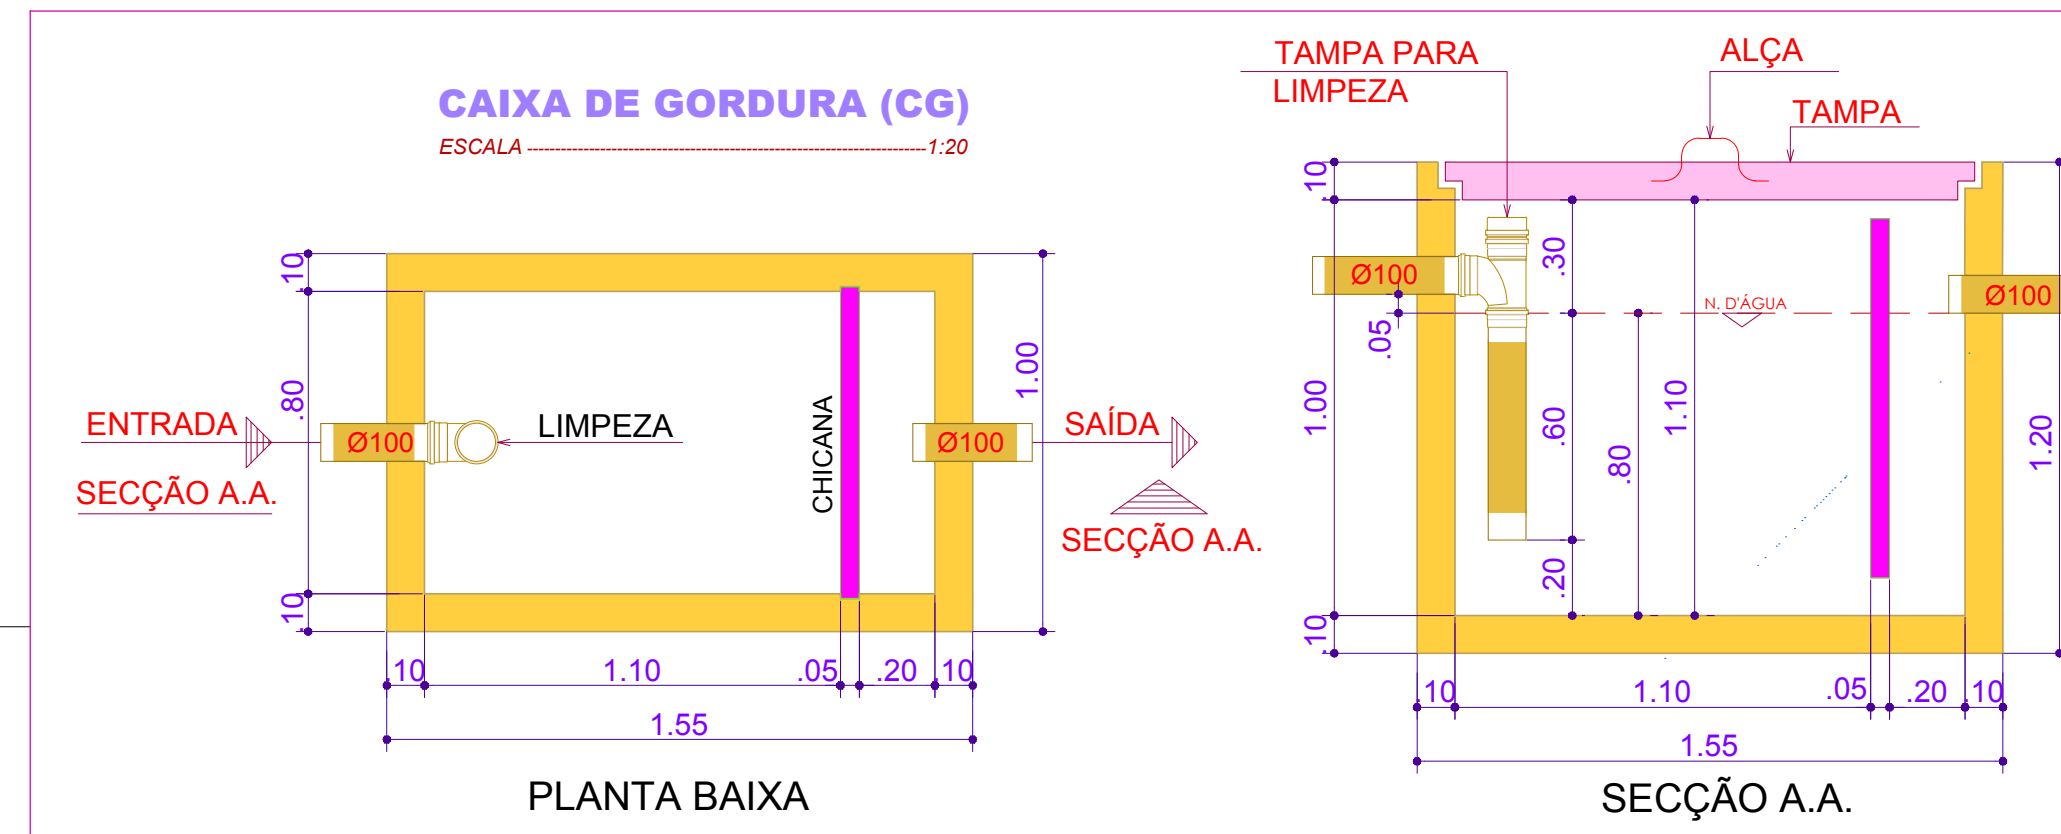 CAIXA DE GORDURA (CG)
ESCALA ------------------------------------------------------------------1:20
.10
.80
.10
1.00
ENTRADA
SECÇÃO A.A.
Ø100
LIMPEZA
CHICANA
Ø100
SAÍDA
SECÇÃO A.A.
.10
1.10
.05
.20
.10
1.55
PLANTA BAIXA
TAMPA PARA
LIMPEZA
ALÇA
TAMPA
.10
1.00
.10
Ø100
.05
.30
.60
.20
.80
1.10
N. D'ÁGUA
Ø100
1.20
.10
1.10
.05
.20
.10
1.55
SECÇÃO A.A.